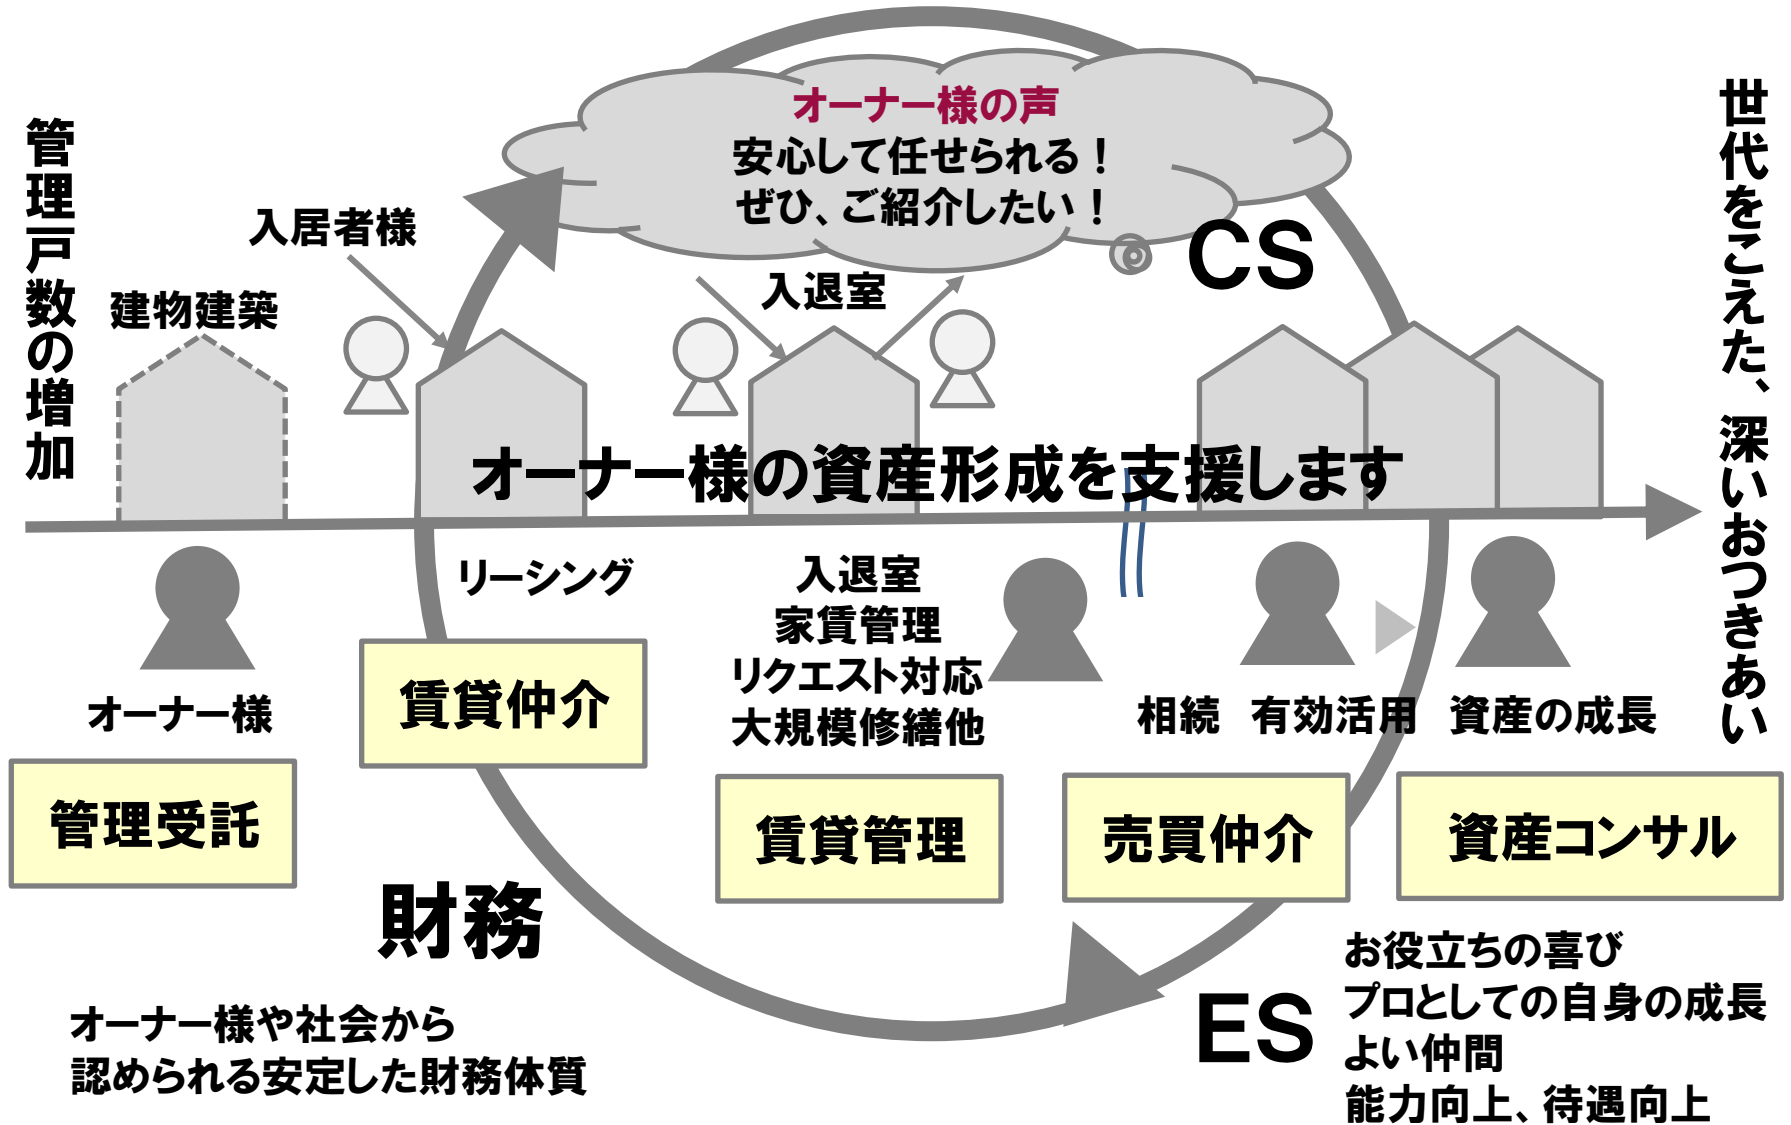 オーナー様の声
安心して任せられる！
ぜひ、ご紹介したい！
CS
管理戸数の増加
世代をこえた、深いおつきあい
入居者様
建物建築
入退室
オーナー様の資産形成を支援します
リーシング
入退室
家賃管理
リクエスト対応
大規模修繕他
オーナー様
相続　有効活用　資産の成長
管理受託
賃貸仲介
賃貸管理
売買仲介
資産コンサル
財務
オーナー様や社会から
認められる安定した財務体質
ES
お役立ちの喜び
プロとしての自身の成長
よい仲間
能力向上、待遇向上